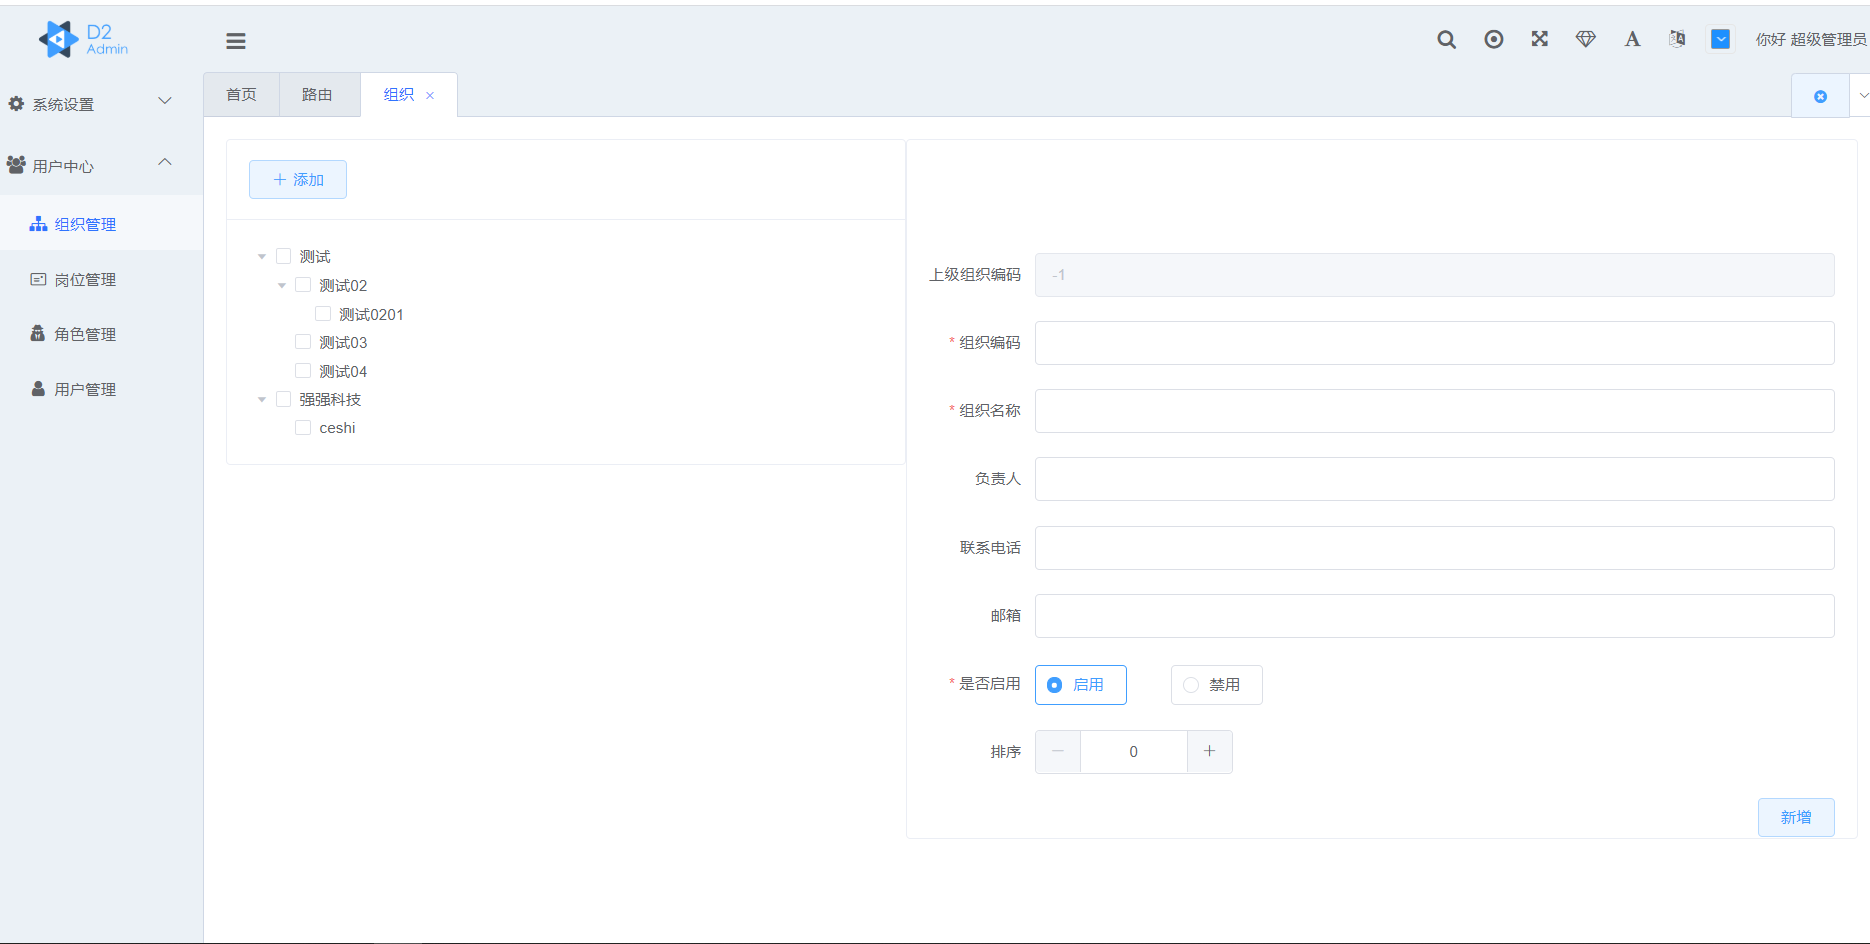 D2
Admin
你好 超级管理员
系统设置
用户中心
组织管理
岗位管理
角色管理
用户管理
首页
路由
组织
添加
测试
测试02
测试0201
测试03
测试04
强强科技
ceshi
上级组织编码
-1
* 组织编码
* 组织名称
负责人
联系电话
邮箱
* 是否启用
启用
禁用
排序
0
新增